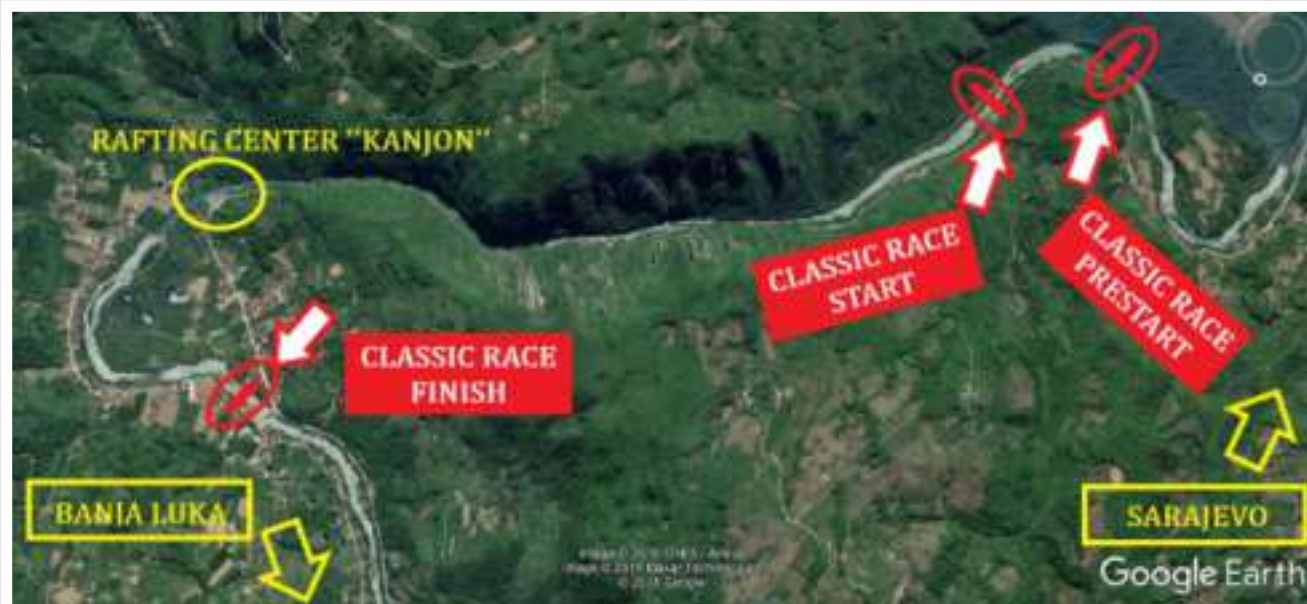 RAFTING CENTER "KANJON"
CLASSIC RACE
START
CLASSIC RACE
PRESTART
CLASSIC RACE
FINISH
BANJA LUKA
SARAJEVO
Google Earth